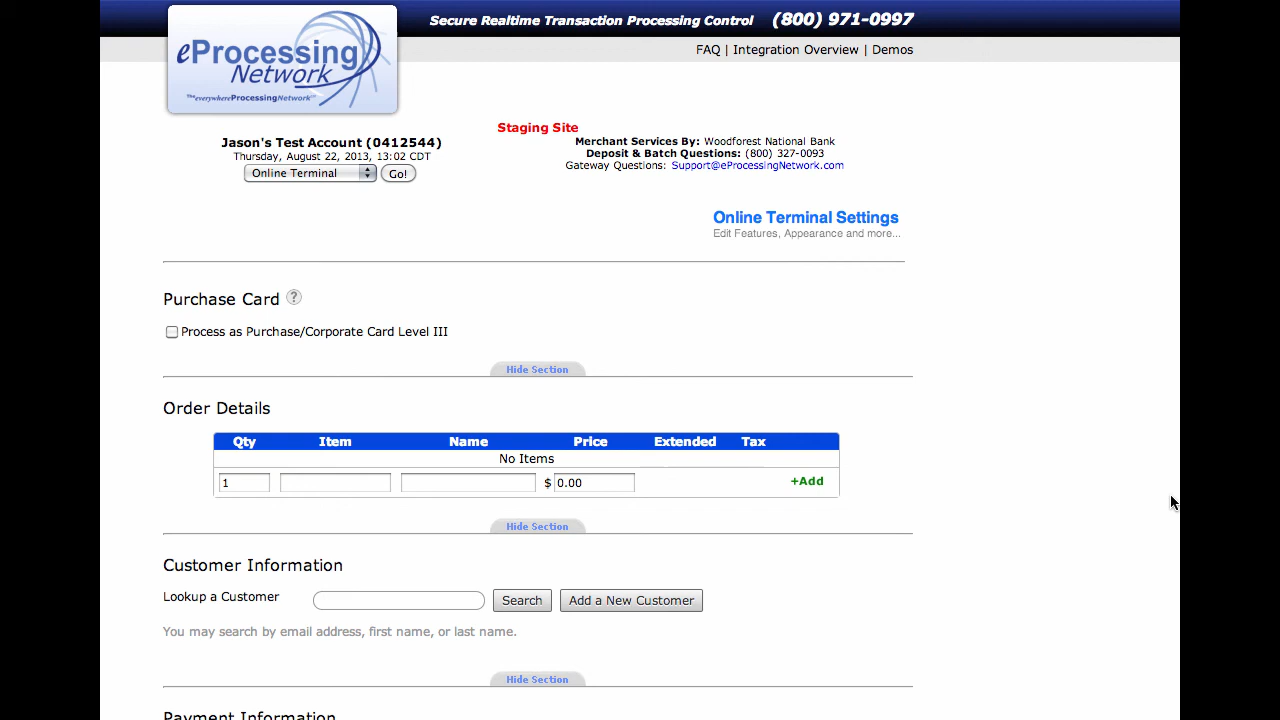 Secure Realtime Transaction Processing Control (800) 971-0997
FAQ | Integration Overview | Demos
eProcessing
Network
The everywhere Processing Network
Staging Site
Jason's Test Account (0412544)
Thursday, August 22, 2013, 13:02 CDT
Online Terminal Go!
Merchant Services By: Woodforest National Bank
Deposit & Batch Questions: (800) 327-0093
Gateway Questions: Support@eProcessingNetwork.com
Online Terminal Settings
Edit Features, Appearance and more...
Purchase Card ?
Process as Purchase/Corporate Card Level III
Hide Section
Order Details
Qty Item Name Price Extended Tax
No Items
1 $ 0.00 +Add
Hide Section
Customer Information
Lookup a Customer Search Add a New Customer
You may search by email address, first name, or last name.
Hide Section
Payment Information